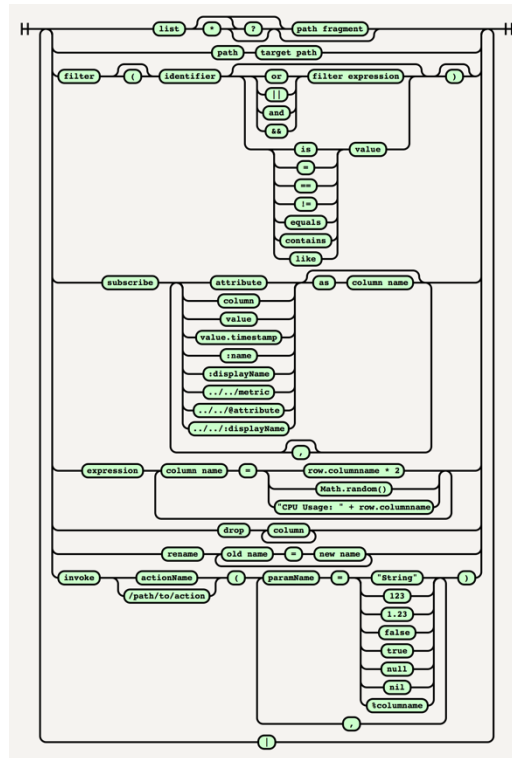 list * ? path fragment
path target path
filter ( identifier or filter expression )
||
and
&&
is value
=
==
!=
equals
contains
like
subscribe attribute as column name
column
value
value.timestamp
:name
:displayName
../../metric
../../@attribute
../../:displayName
,
expression column name = row.columnname * 2
Math.random()
"CPU Usage: " + row.columnname
drop column
rename old name = new name
invoke actionName ( paramName = "String" )
/path/to/action 123
1.23
false
true
null
nil
%columname
,
|